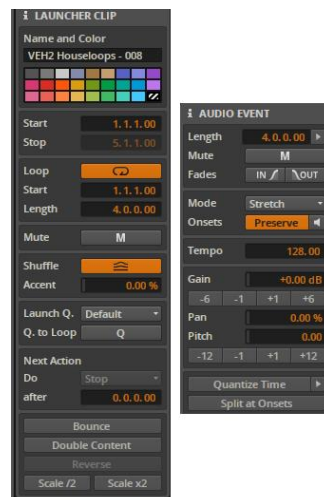 i LAUNCHER CLIP
Name and Color
VEH2 Houseloops - 008
Start 1. 1. 1. 00
Stop 5. 1. 1. 00
Loop
Start 1. 1. 1. 00
Length 4. 0. 0. 00
Mute M
Shuffle
Accent 0.00 %
Launch Q. Default
Q. to Loop Q
Next Action
Do Stop
after 0. 0. 0. 00
Bounce
Double Content
Reverse
Scale /2 Scale x2
i AUDIO EVENT
Length 4. 0. 0. 00
Mute M
Fades IN OUT
Mode Stretch
Onsets Preserve
Tempo 128.00
Gain +0.00 dB
-6 -1 +1 +6
Pan 0.00 %
Pitch 0.00
-12 -1 +1 +12
Quantize Time
Split at Onsets